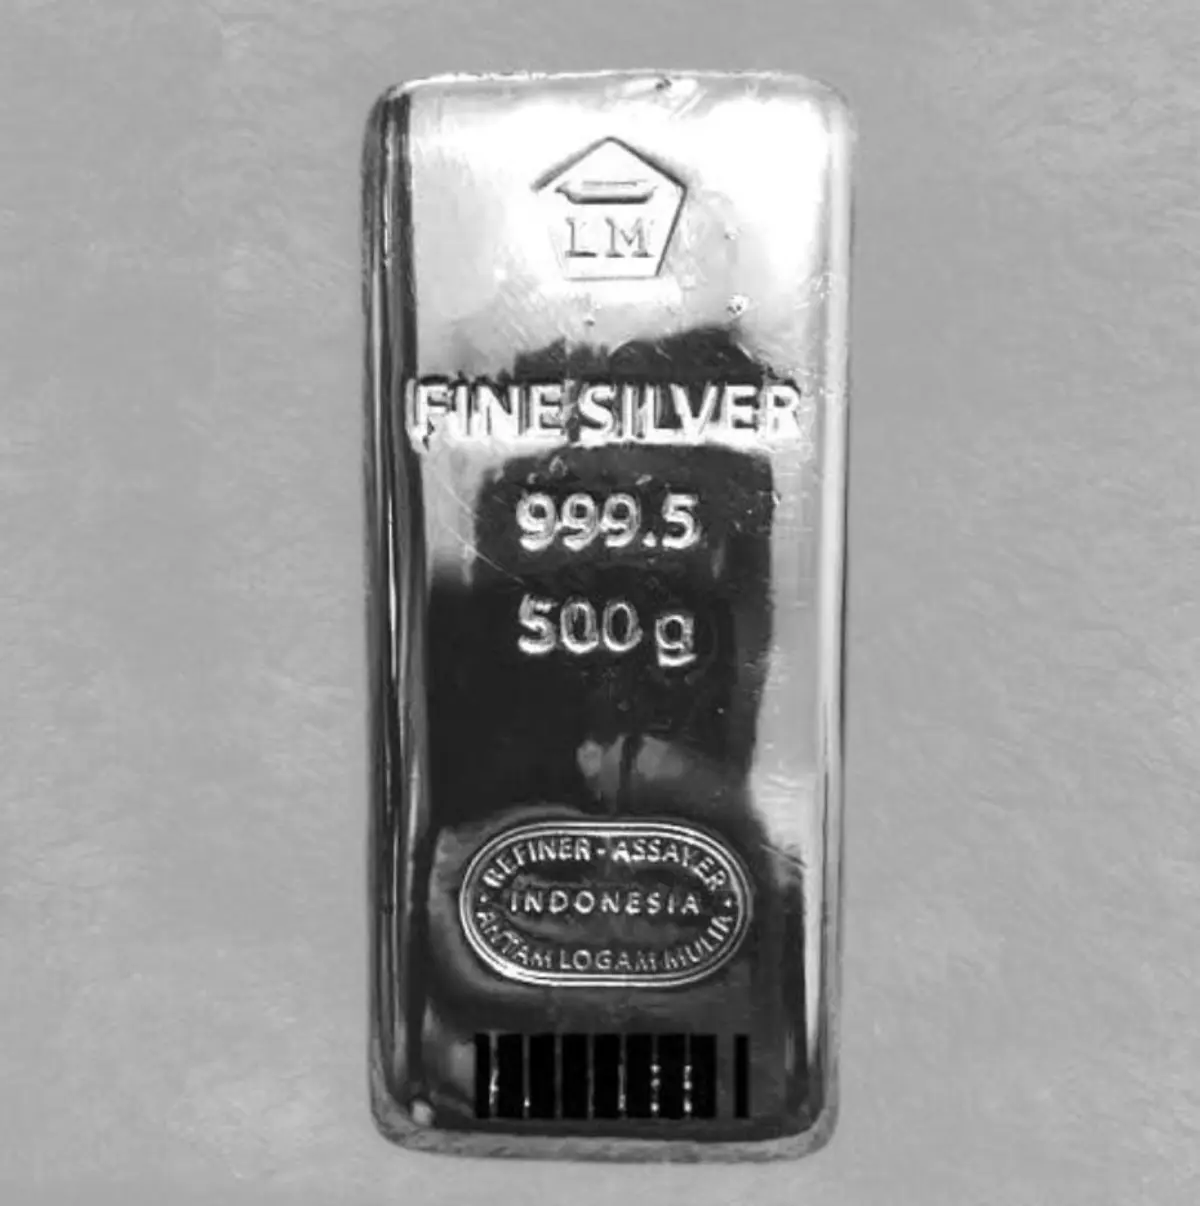 LM
FINE SILVER
999.5
500 g
REFINER - ASSAYER
INDONESIA
ANTAM LOGAM MULIA